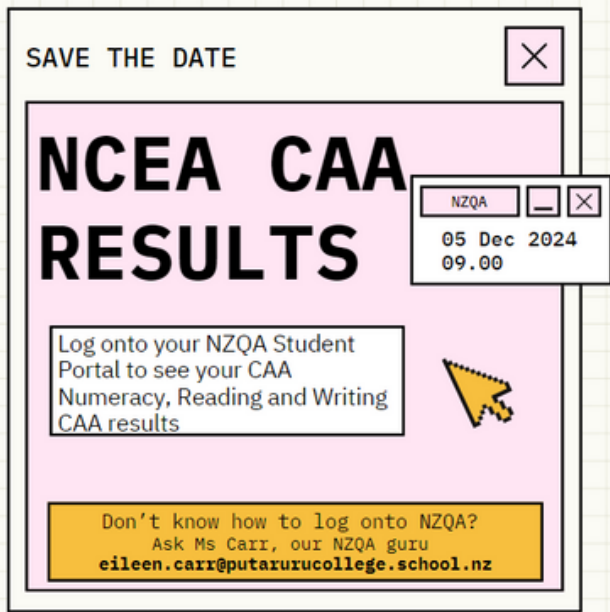 SAVE THE DATE
NCEA CAA
RESULTS
NZQA
05 Dec 2024
09.00
Log onto your NZQA Student
Portal to see your CAA
Numeracy, Reading and Writing
CAA results
Don't know how to log onto NZQA?
Ask Ms Carr, our NZQA guru
eileen.carr@putarurucollege.school.nz